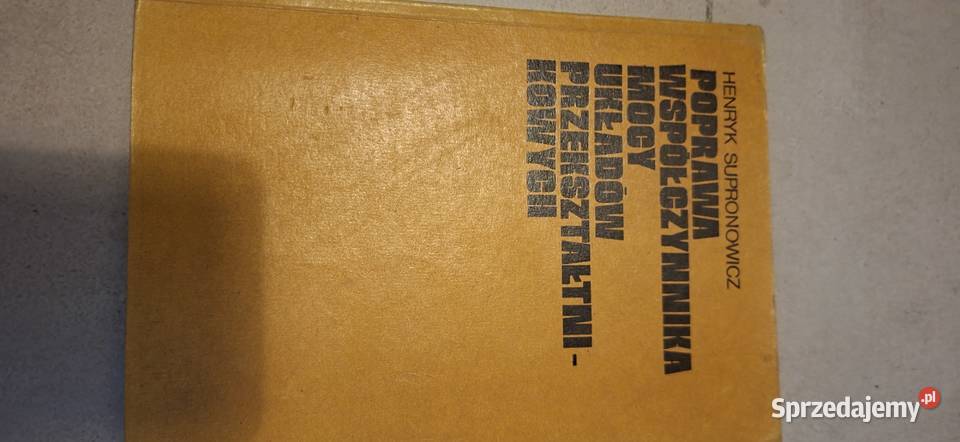 HENRYK SUPRONOWICZ
POPRAWA
WSPÓŁCZYNNIKA
MOCY
UKŁADÓW
PRZEKSZTAŁTNI-
KOWYCH
Sprzedajemy.pl